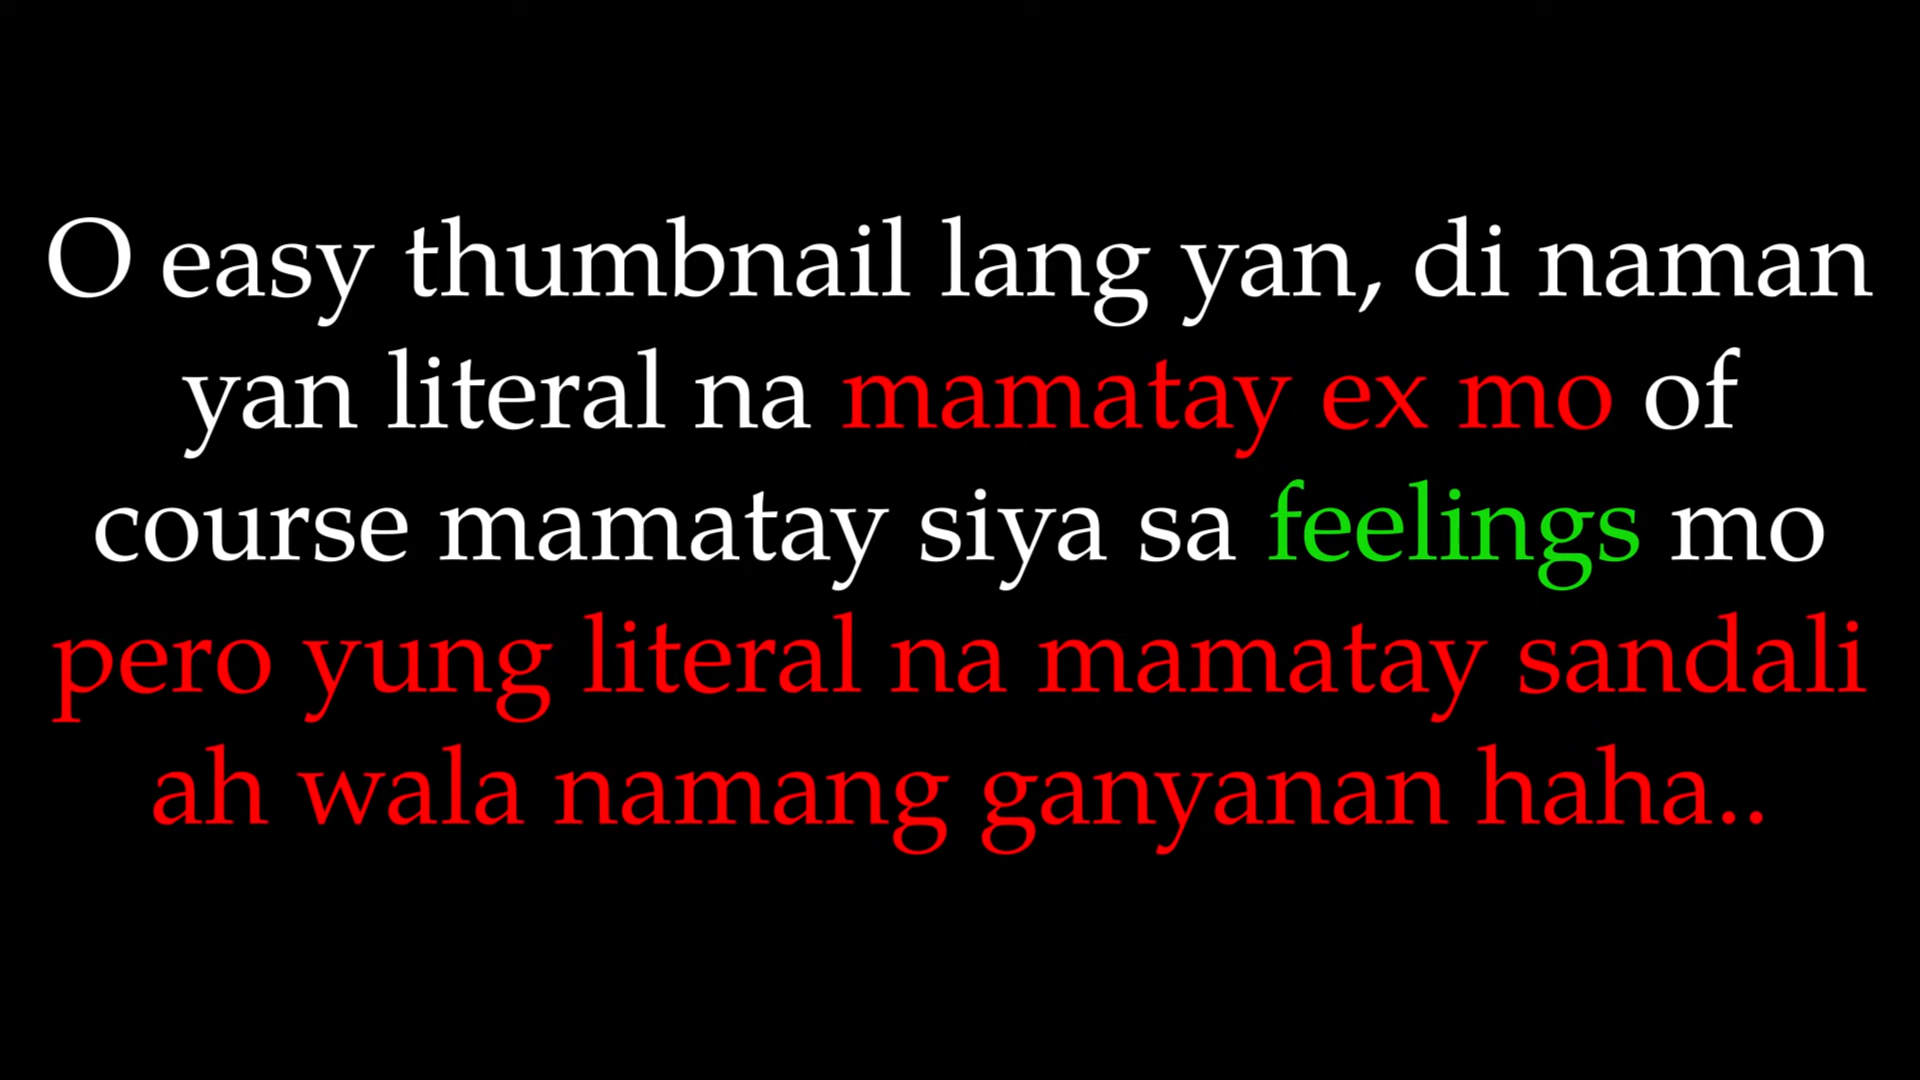 O easy thumbnail lang yan, di naman
yan literal na mamatay ex mo of
course mamatay siya sa feelings mo
pero yung literal na mamatay sandali
ah wala namang ganyanan haha..